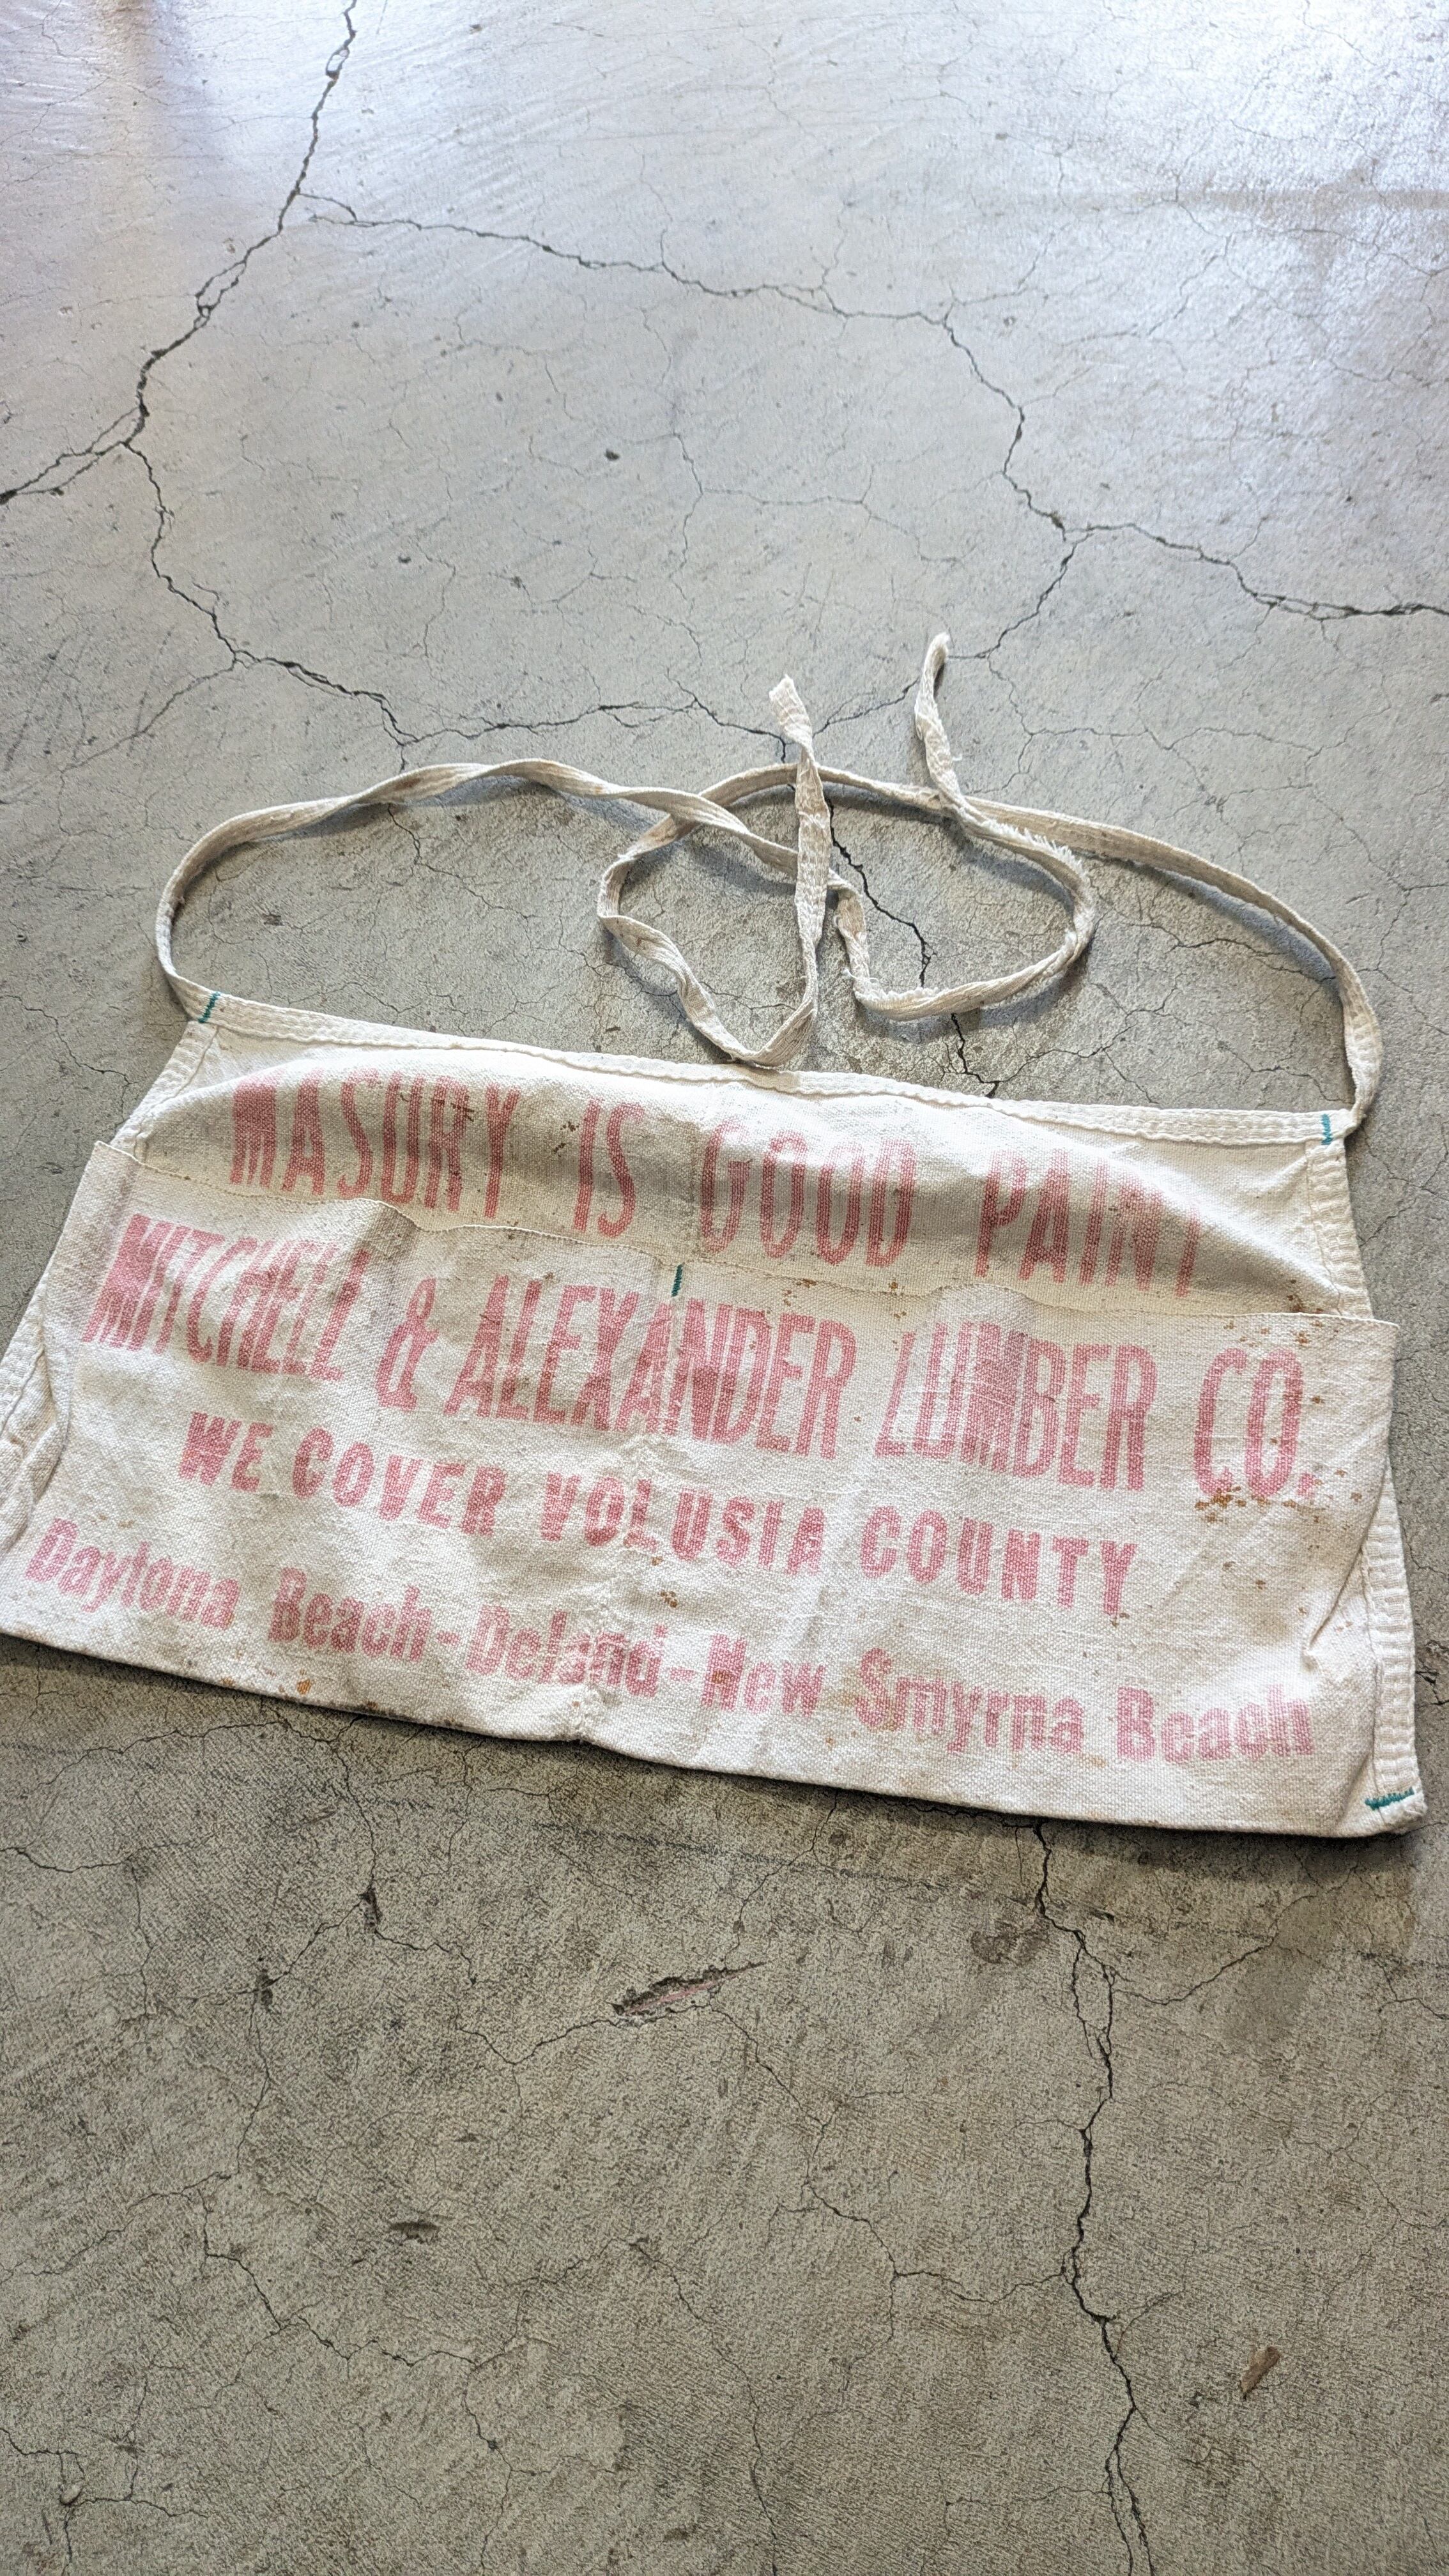 MASURY IS GOOD PAINT
MITCHELL & ALEXANDER LUMBER CO.
WE COVER VOLUSIA COUNTY
Daytona Beach-Deland-New Smyrna Beach